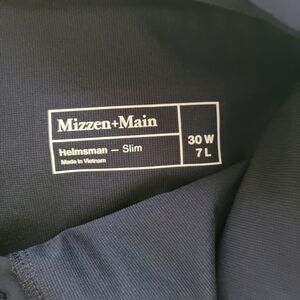 Mizzen+Main
Helmsman — Slim
Made in Vietnam
30 W
7 L